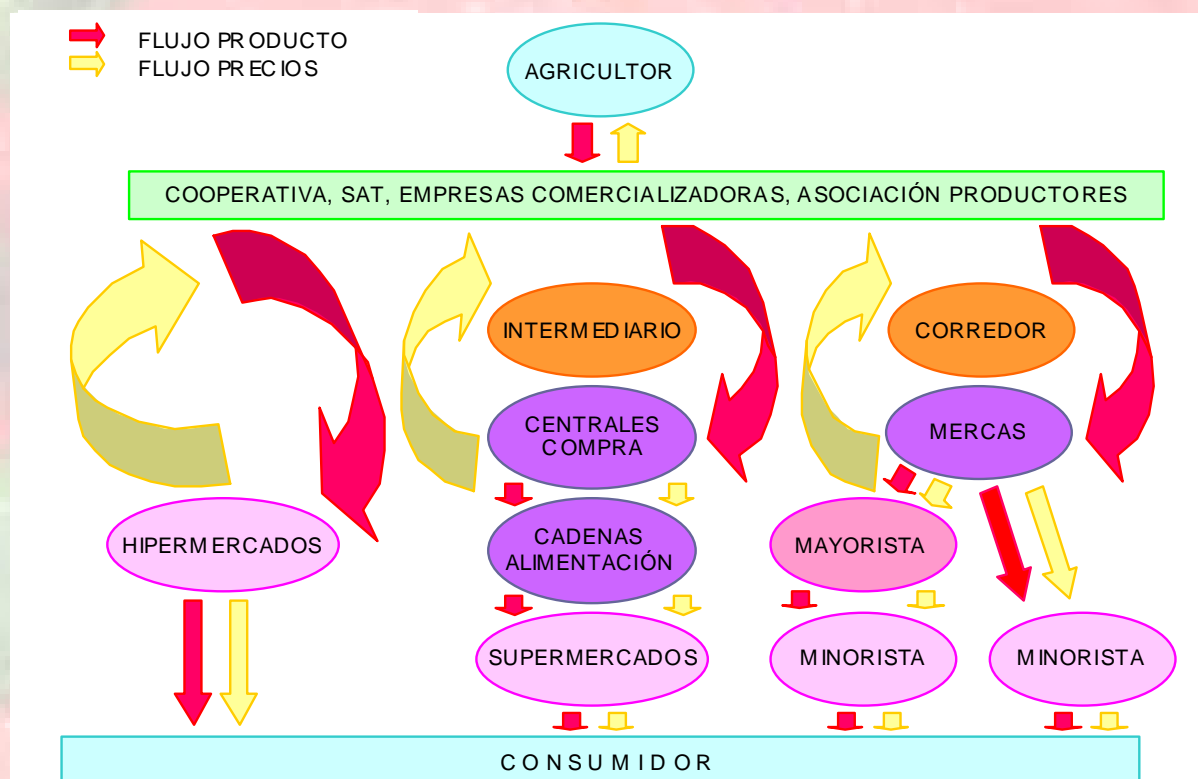 FLUJO PRODUCTO
FLUJO PRECIOS
AGRICULTOR
COOPERATIVA, SAT, EMPRESAS COMERCIALIZADORAS, ASOCIACIÓN PRODUCTORES
INTERMEDIARIO
CORREDOR
CENTRALES
COMPRA
MERCAS
HIPERMERCADOS
CADENAS
ALIMENTACIÓN
MAYORISTA
SUPERMERCADOS
MINORISTA
MINORISTA
CONSUMIDOR